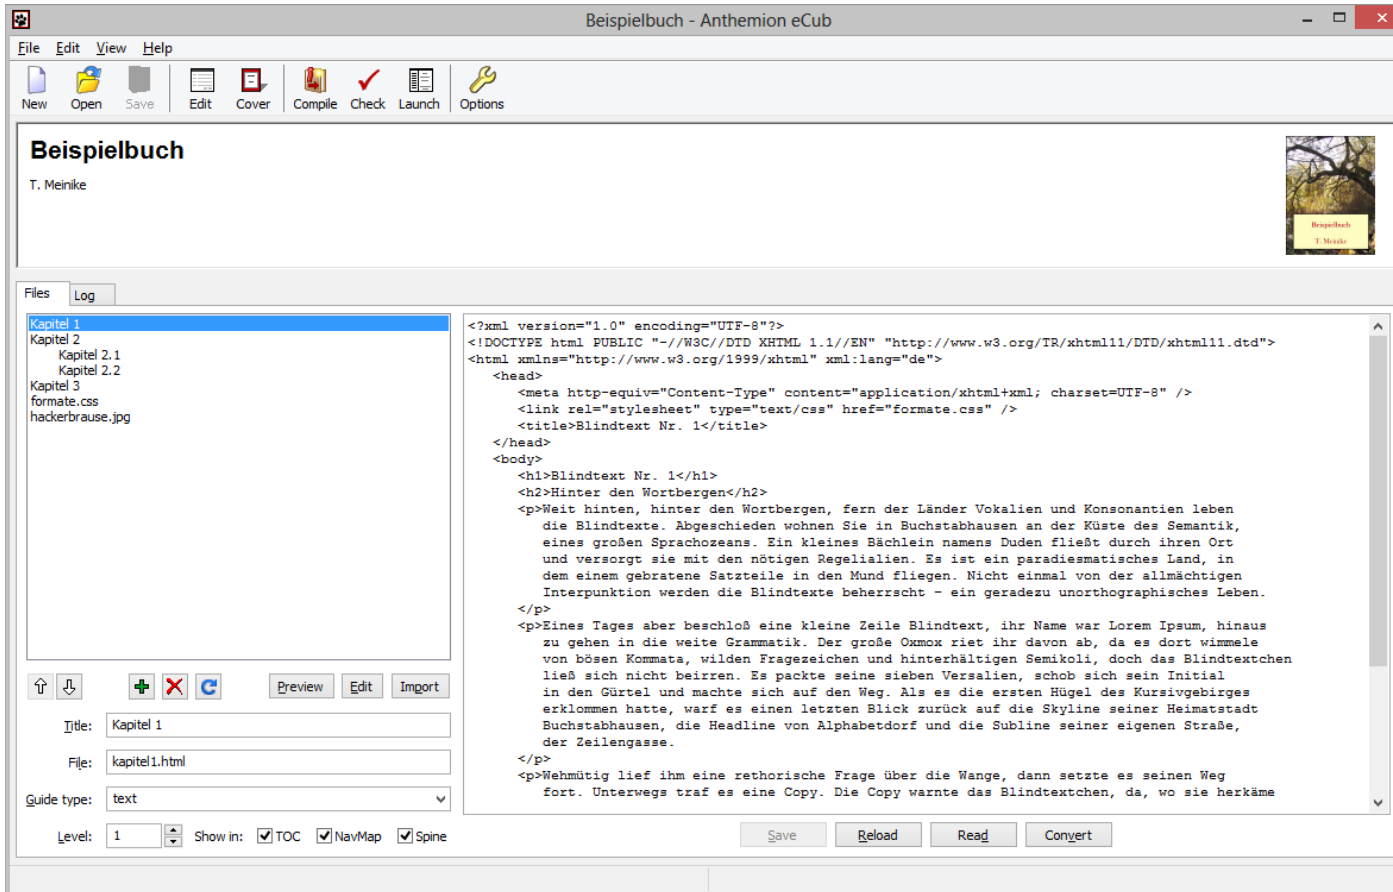 Beispielbuch - Anthemion eCub
File Edit View Help
New Open Save Edit Cover Compile Check Launch Options
Beispielbuch
T. Meinike
Beispielbuch
T. Meinike
Files Log
Kapitel 1
Kapitel 2
Kapitel 2.1
Kapitel 2.2
Kapitel 3
formate.css
hackerbrause.jpg
Preview Edit Import
Title: Kapitel 1
File: kapitel1.html
Guide type: text
Level: 1 Show in: TOC NavMap Spine
<?xml version="1.0" encoding="UTF-8"?>
<!DOCTYPE html PUBLIC "-//W3C//DTD XHTML 1.1//EN" "http://www.w3.org/TR/xhtml11/DTD/xhtml11.dtd">
<html xmlns="http://www.w3.org/1999/xhtml" xml:lang="de">
<head>
<meta http-equiv="Content-Type" content="application/xhtml+xml; charset=UTF-8" />
<link rel="stylesheet" type="text/css" href="formate.css" />
<title>Blindtext Nr. 1</title>
</head>
<body>
<h1>Blindtext Nr. 1</h1>
<h2>Hinter den Wortbergen</h2>
<p>Weit hinten, hinter den Wortbergen, fern der Länder Vokalien und Konsonantien leben
die Blindtexte. Abgeschieden wohnen Sie in Buchstabhausen an der Küste des Semantik,
eines großen Sprachozeans. Ein kleines Bächlein namens Duden fließt durch ihren Ort
und versorgt sie mit den nötigen Regelialien. Es ist ein paradiesmatisches Land, in
dem einem gebratene Satzteile in den Mund fliegen. Nicht einmal von der allmächtigen
Interpunktion werden die Blindtexte beherrscht – ein geradezu unorthographisches Leben.
</p>
<p>Eines Tages aber beschloß eine kleine Zeile Blindtext, ihr Name war Lorem Ipsum, hinaus
zu gehen in die weite Grammatik. Der große Oxmox riet ihr davon ab, da es dort wimmele
von bösen Kommata, wilden Fragezeichen und hinterhältigen Semikoli, doch das Blindtextchen
ließ sich nicht beirren. Es packte seine sieben Versalien, schob sich sein Initial
in den Gürtel und machte sich auf den Weg. Als es die ersten Hügel des Kursivgebirges
erklommen hatte, warf es einen letzten Blick zurück auf die Skyline seiner Heimatstadt
Buchstabhausen, die Headline von Alphabetdorf und die Subline seiner eigenen Straße,
der Zeilengasse.
</p>
<p>Wehmütig lief ihm eine rethorische Frage über die Wange, dann setzte es seinen Weg
fort. Unterwegs traf es eine Copy. Die Copy warnte das Blindtextchen, da, wo sie herkäme
Save Reload Read Convert